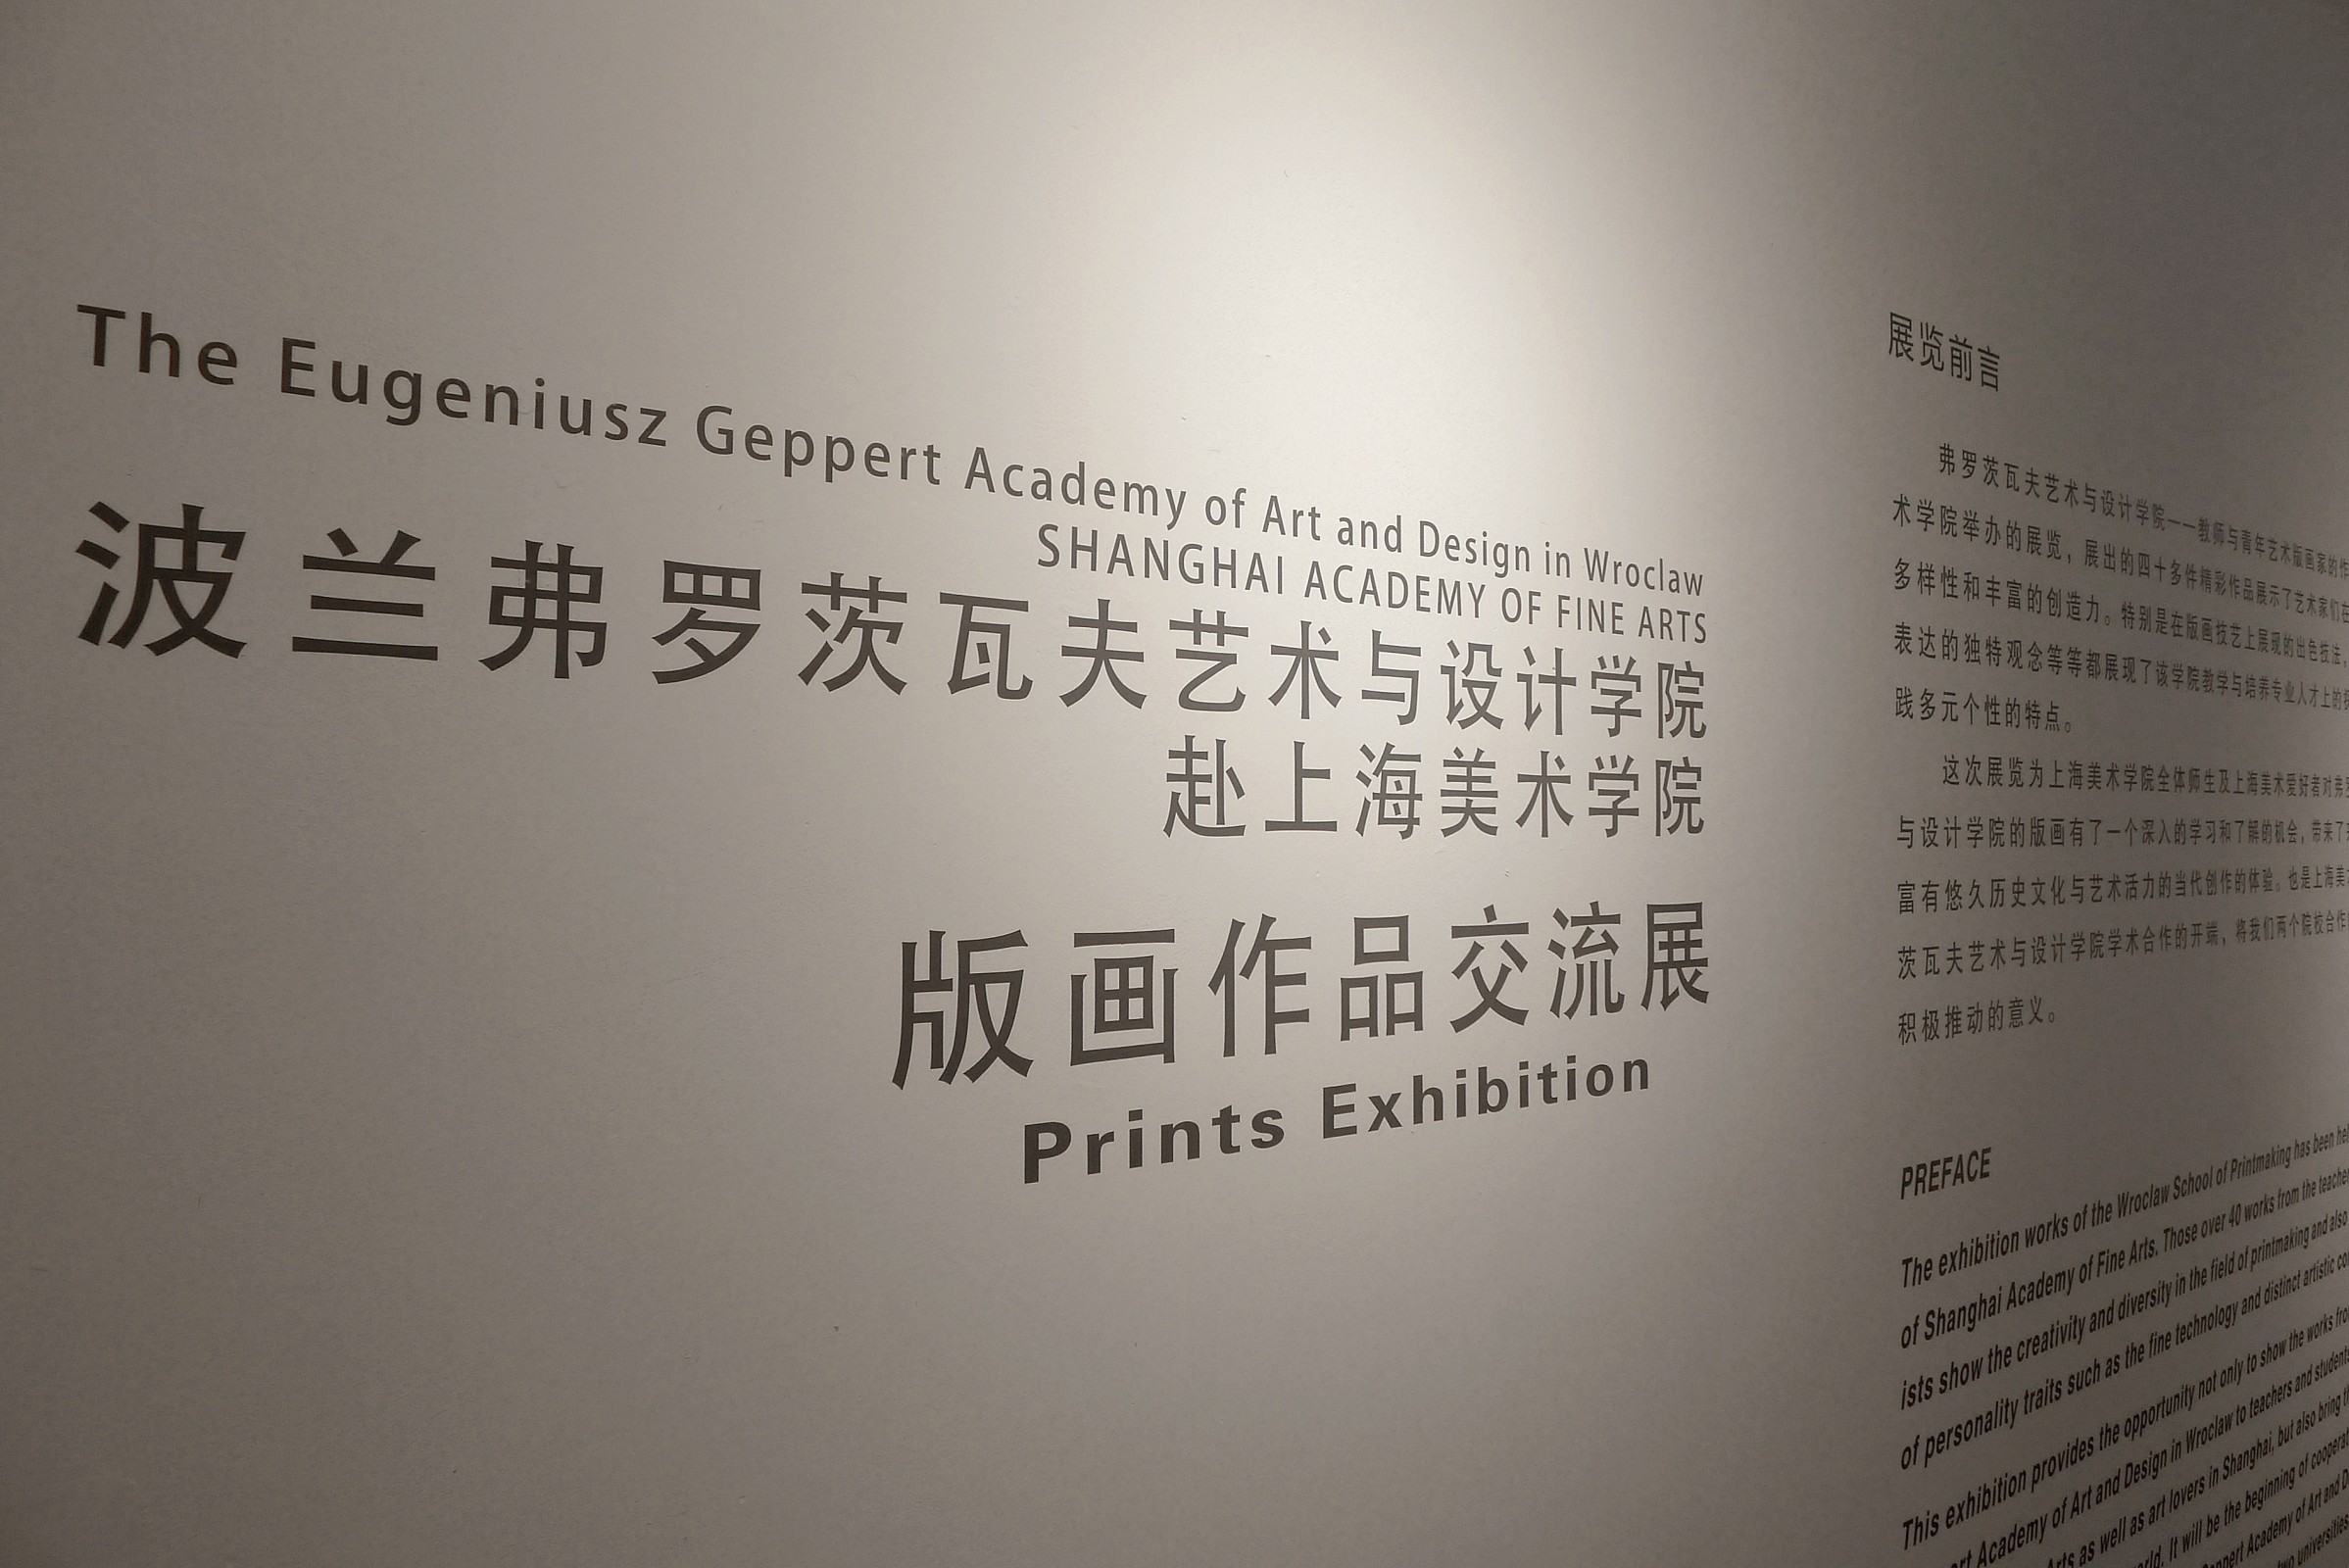 The Eugeniusz Geppert Academy of Art and Design in Wroclaw
SHANGHAI ACADEMY OF FINE ARTS
波兰弗罗茨瓦夫艺术与设计学院
赴上海美术学院
版画作品交流展
Prints Exhibition
展览前言
弗罗茨瓦夫艺术与设计学院——教师与青年艺术版画家的作
术学院举办的展览，展出的四十多件精彩作品展示了艺术家们在
多样性和丰富的创造力。特别是在版画技艺上展现的出色技法，
表达的独特观念等等都展现了该学院教学与培养专业人才上的
践多元个性的特点。
这次展览为上海美术学院全体师生及上海美术爱好者对弗罗
与设计学院的版画有了一个深入的学习和了解的机会，带来了
富有悠久历史文化与艺术活力的当代创作的体验。也是上海美
茨瓦夫艺术与设计学院学术合作的开端，将我们两个院校合作
积极推动的意义。
PREFACE
The exhibition works of the Wroclaw School of Printmaking has been
of Shanghai Academy of Fine Arts. Those over 40 works from the
ists show the creativity and diversity in the field of printmaking and also
of personality traits such as the fine technology and distinct artistic
This exhibition provides the opportunity not only to show the works
Academy of Art and Design in Wroclaw to teachers and
as well as art lovers in Shanghai, but also bring
It will be the beginning of
Academy of Art and
two universities